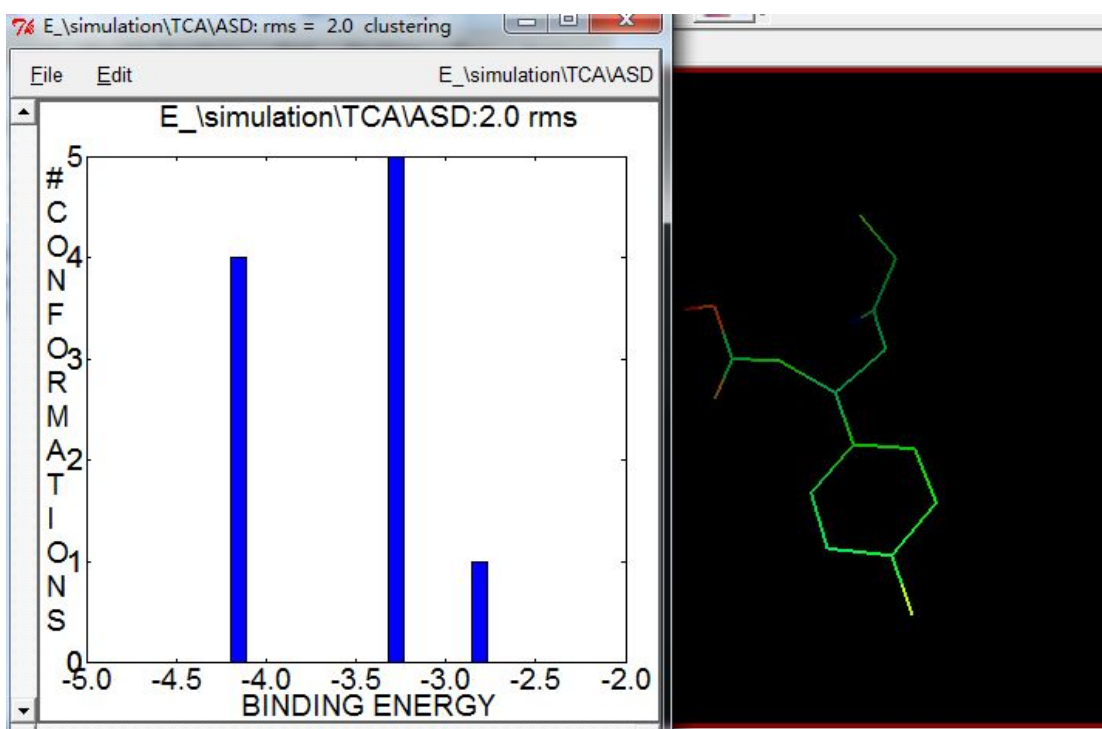 E_\simulation\TCA\ASD: rms = 2.0 clustering
File Edit E_\simulation\TCA\ASD
E_\simulation\TCA\ASD:2.0 rms
#CONFORMATIONS
5
4
3
2
1
0
-5.0 -4.5 -4.0 -3.5 -3.0 -2.5 -2.0
BINDING ENERGY